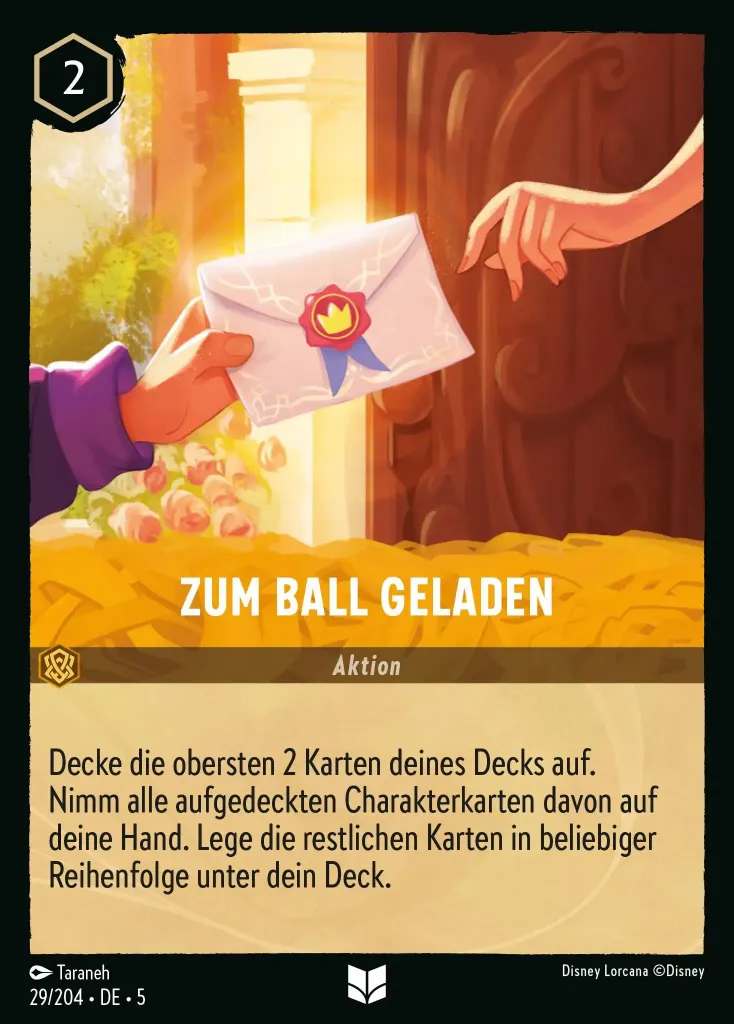 2
ZUM BALL GELADEN
Aktion
Decke die obersten 2 Karten deines Decks auf.
Nimm alle aufgedeckten Charakterkarten davon auf
deine Hand. Lege die restlichen Karten in beliebiger
Reihenfolge unter dein Deck.
Taraneh
Disney Lorcana ©Disney
29/204 • DE • 5